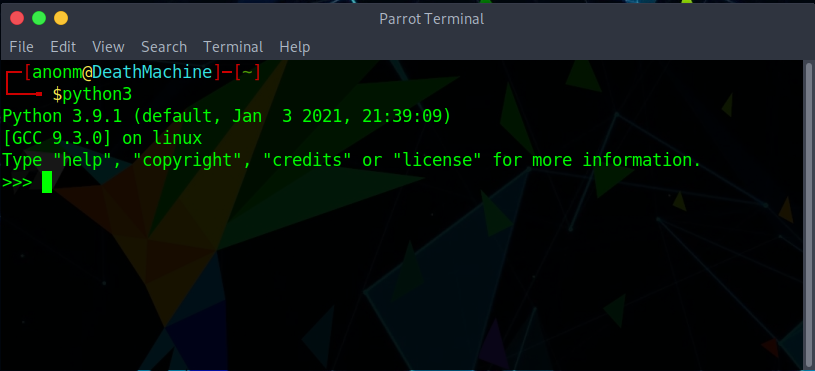 Parrot Terminal
File Edit View Search Terminal Help
┌─[anonm@DeathMachine]─[~]
└──╼ $python3
Python 3.9.1 (default, Jan  3 2021, 21:39:09)
[GCC 9.3.0] on linux
Type "help", "copyright", "credits" or "license" for more information.
>>>